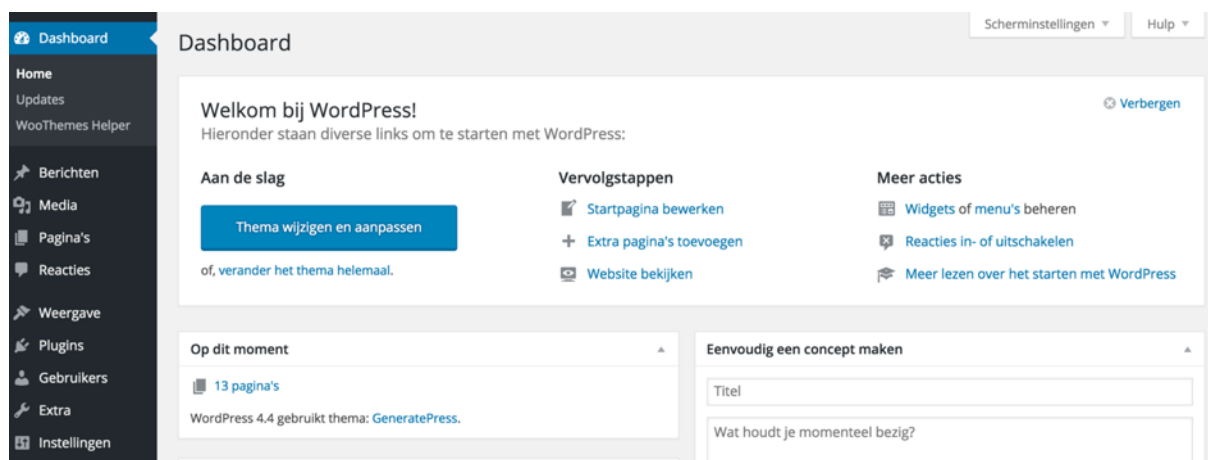 Dashboard
Home
Updates
WooThemes Helper
Berichten
Media
Pagina's
Reacties
Weergave
Plugins
Gebruikers
Extra
Instellingen
Scherminstellingen
Hulp
Dashboard
Welkom bij WordPress!
Hieronder staan diverse links om te starten met WordPress:
Verbergen
Aan de slag
Thema wijzigen en aanpassen
of, verander het thema helemaal.
Vervolgstappen
Startpagina bewerken
Extra pagina's toevoegen
Website bekijken
Meer acties
Widgets of menu's beheren
Reacties in- of uitschakelen
Meer lezen over het starten met WordPress
Op dit moment
13 pagina's
WordPress 4.4 gebruikt thema: GeneratePress.
Eenvoudig een concept maken
Titel
Wat houdt je momenteel bezig?